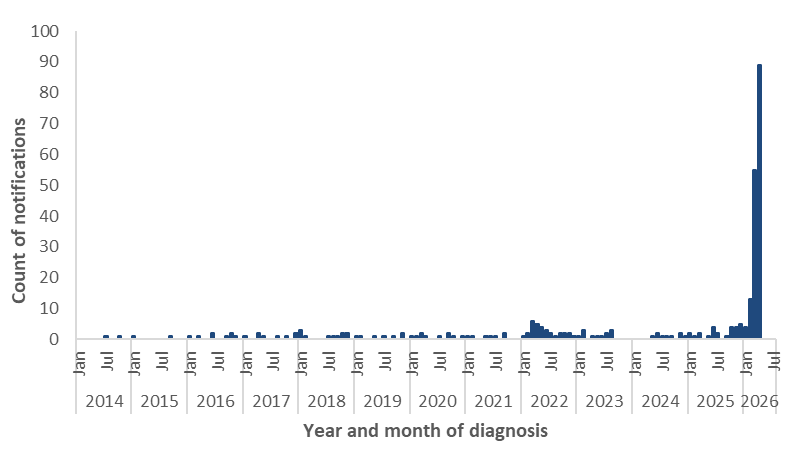 100
90
80
70
60
50
40
30
20
10
0
Count of notifications
Jan Jul Jan Jul Jan Jul Jan Jul Jan Jul Jan Jul Jan Jul Jan Jul Jan Jul Jan Jul Jan Jul Jan Jul Jan Jul
2014 2015 2016 2017 2018 2019 2020 2021 2022 2023 2024 2025 2026
Year and month of diagnosis